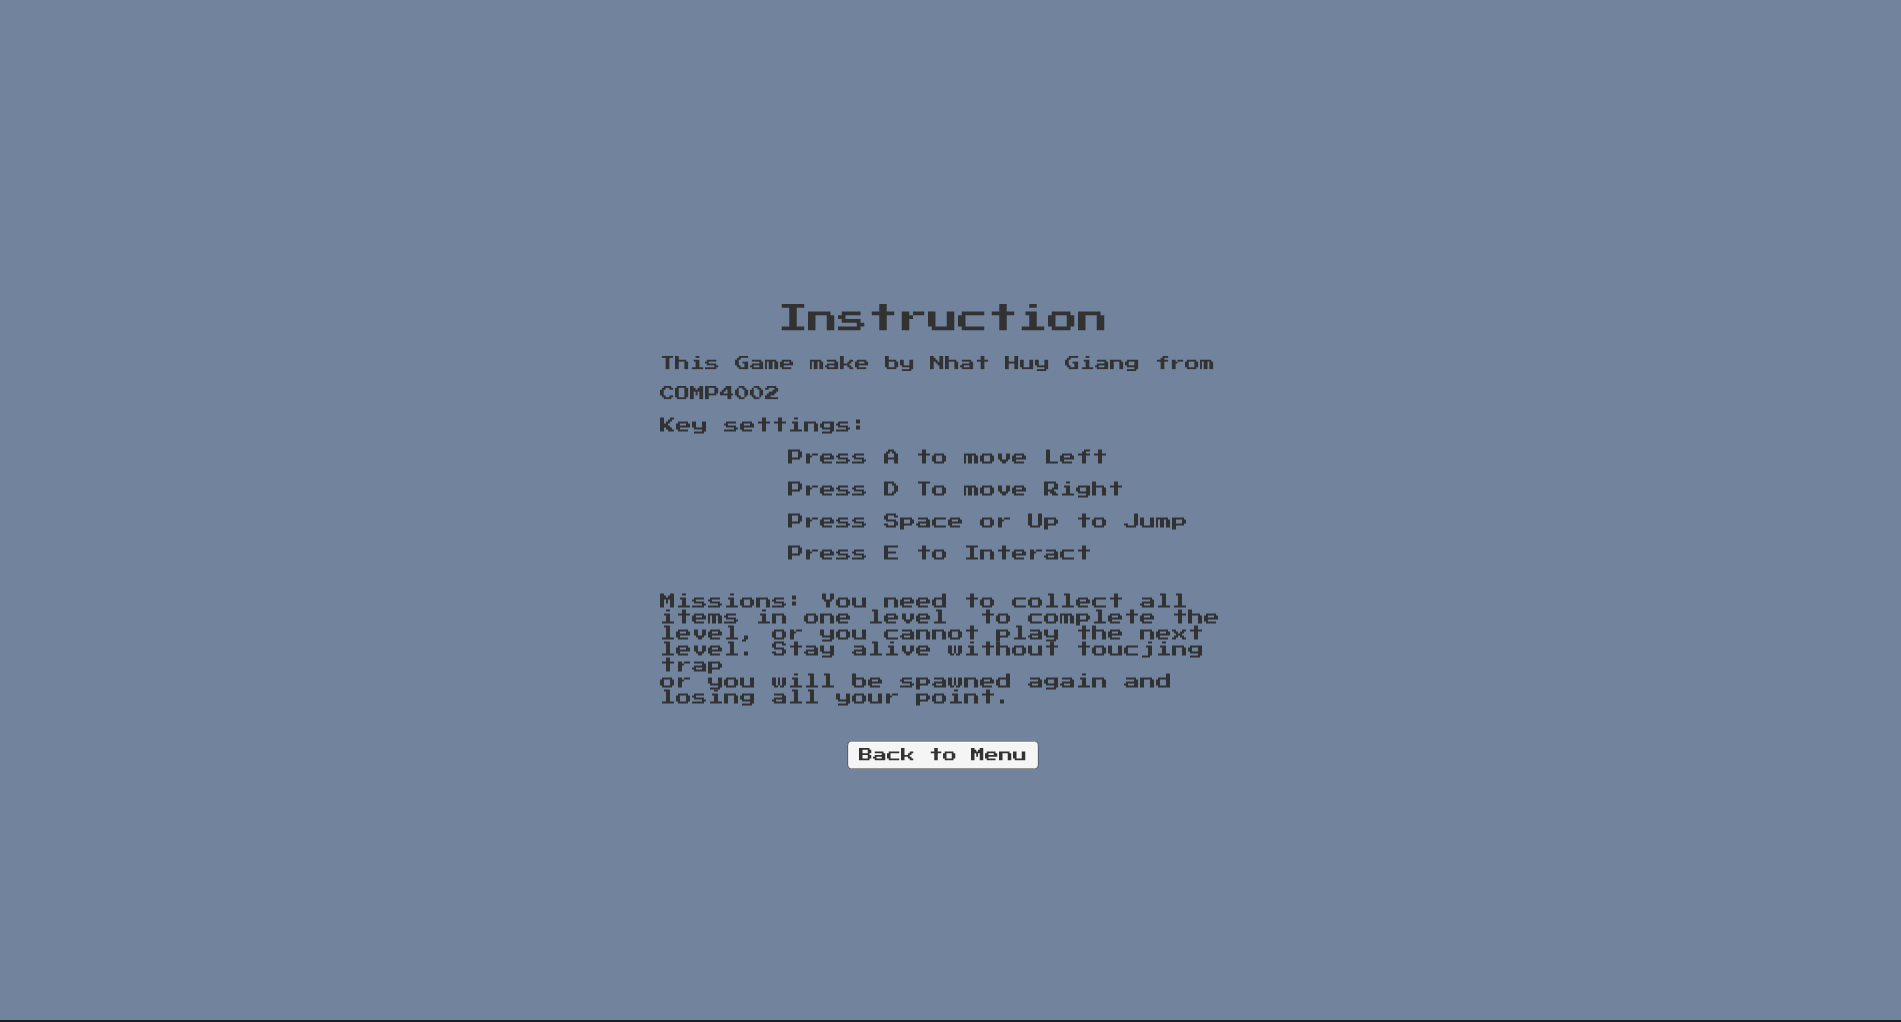 Instruction
This Game make by Nhat Huy Giang from
COMP4002
Key settings:
Press A to move Left
Press D To move Right
Press Space or Up to Jump
Press E to Interact
Missions: You need to collect all
items in one level  to complete the
level, or you cannot play the next
level. Stay alive without toucjing
trap
or you will be spawned again and
losing all your point.
Back to Menu